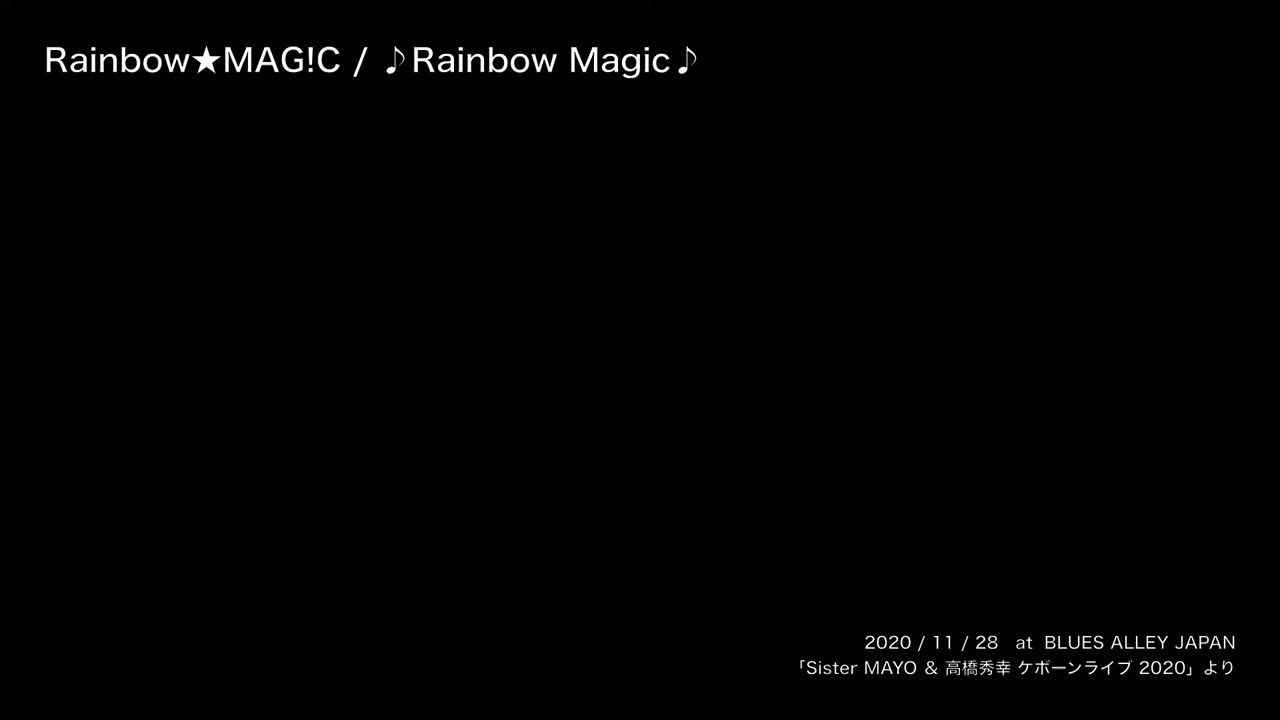 Rainbow★MAG!C / ♪Rainbow Magic♪
2020 / 11 / 28 at BLUES ALLEY JAPAN
「Sister MAYO & 高橋秀幸 ケボーンライブ 2020」より